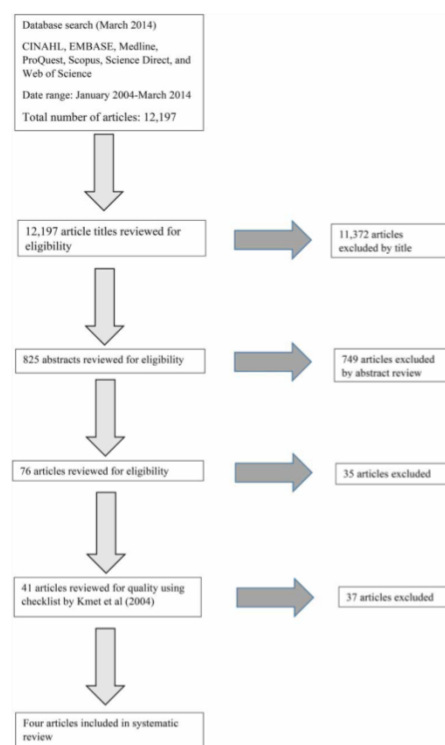 Database search (March 2014)
CINAHL, EMBASE, Medline,
ProQuest, Scopus, Science Direct, and
Web of Science
Date range: January 2004-March 2014
Total number of articles: 12,197
12,197 article titles reviewed for
eligibility
11,372 articles
excluded by title
825 abstracts reviewed for eligibility
749 articles excluded
by abstract review
76 articles reviewed for eligibility
35 articles excluded
41 articles reviewed for quality using
checklist by Kmet et al (2004)
37 articles excluded
Four articles included in systematic
review